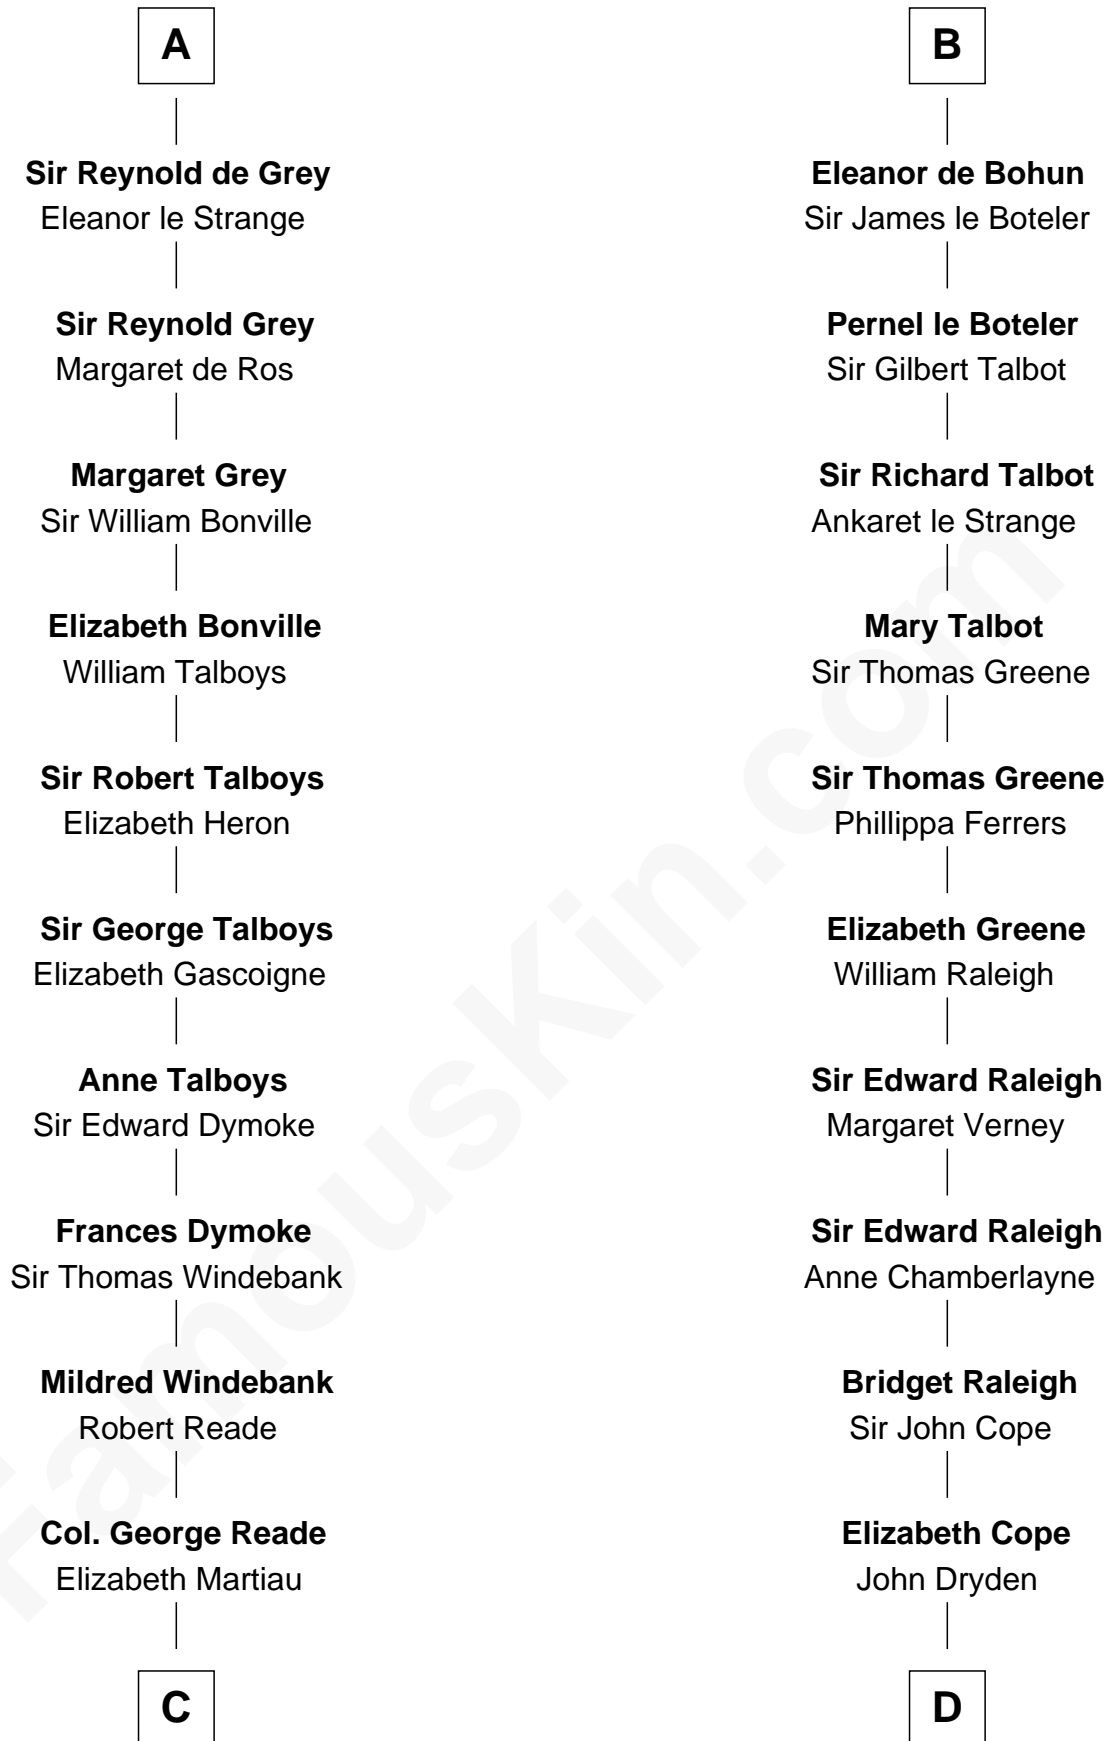 A
Sir Reynold de Grey
Eleanor le Strange
Sir Reynold Grey
Margaret de Ros
Margaret Grey
Sir William Bonville
Elizabeth Bonville
William Talboys
Sir Robert Talboys
Elizabeth Heron
Sir George Talboys
Elizabeth Gascoigne
Anne Talboys
Sir Edward Dymoke
Frances Dymoke
Sir Thomas Windebank
Mildred Windebank
Robert Reade
Col. George Reade
Elizabeth Martiau
C
B
Eleanor de Bohun
Sir James le Boteler
Pernel le Boteler
Sir Gilbert Talbot
Sir Richard Talbot
Ankaret le Strange
Mary Talbot
Sir Thomas Greene
Sir Thomas Greene
Phillippa Ferrers
Elizabeth Greene
William Raleigh
Sir Edward Raleigh
Margaret Verney
Sir Edward Raleigh
Anne Chamberlayne
Bridget Raleigh
Sir John Cope
Elizabeth Cope
John Dryden
D
FamousKin.com